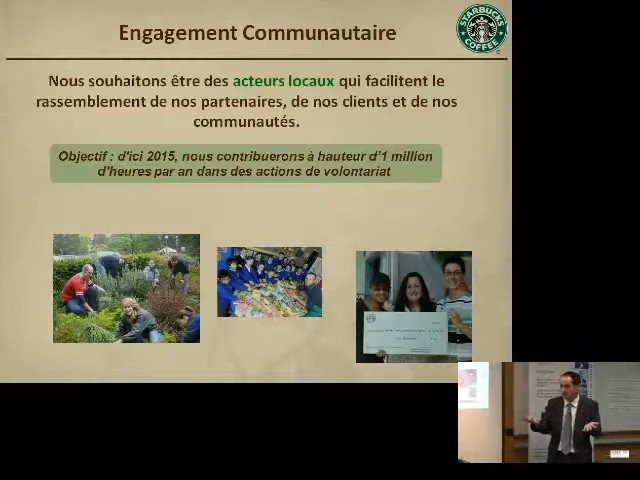 Engagement Communautaire
STARBUCKS
COFFEE
Nous souhaitons être des acteurs locaux qui facilitent le
rassemblement de nos partenaires, de nos clients et de nos
communautés.
Objectif : d'ici 2015, nous contribuerons à hauteur d'1 million
d'heures par an dans des actions de volontariat